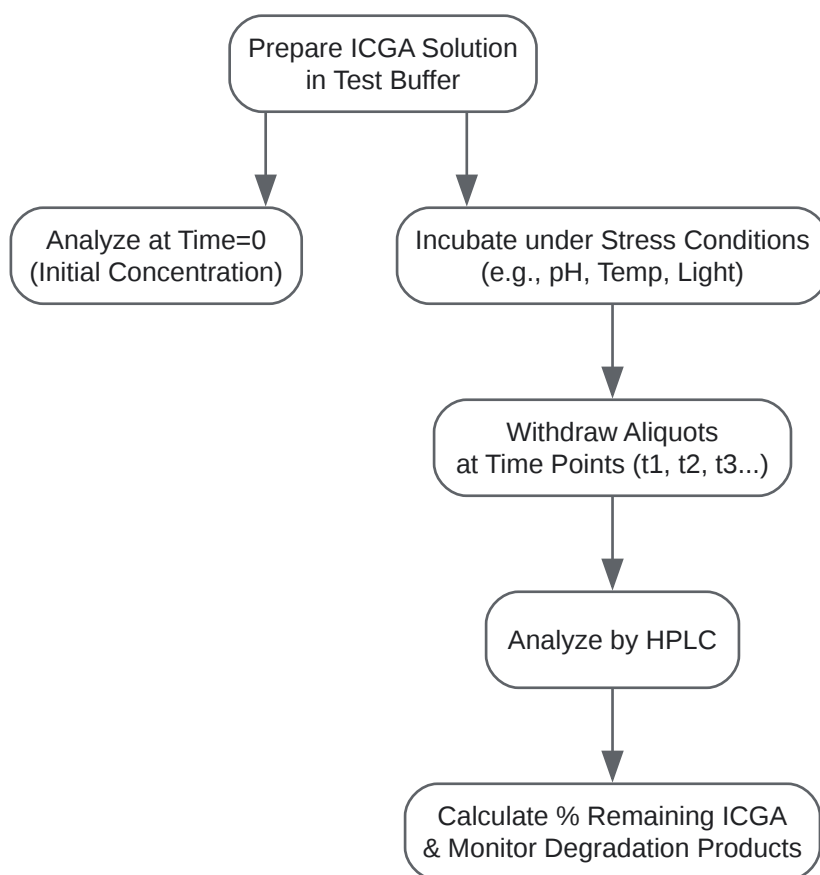 Prepare ICGA Solution
in Test Buffer
Analyze at Time=0
(Initial Concentration)
Incubate under Stress Conditions
(e.g., pH, Temp, Light)
Withdraw Aliquots
at Time Points (t1, t2, t3...)
Analyze by HPLC
Calculate % Remaining ICGA
& Monitor Degradation Products